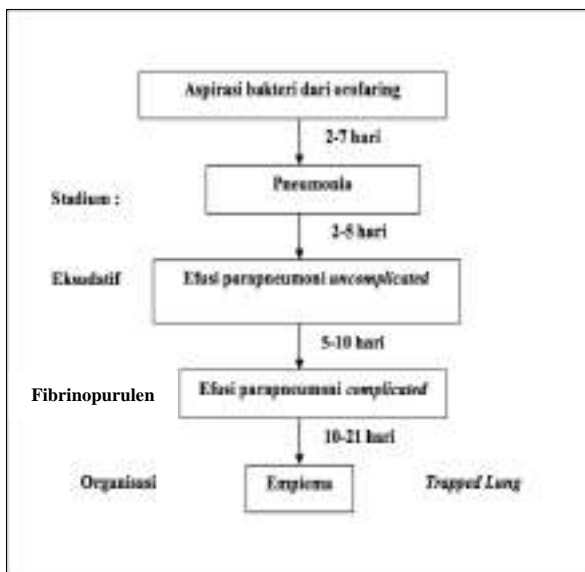 Aspirasi bakteri dari orofaring
2-7 hari
Pneumonia
Stadium :
2-5 hari
Eksudatif
Efusi parapneumoni uncomplicated
5-10 hari
Fibrinopurulen
Efusi parapneumoni complicated
10-21 hari
Organisasi
Empiema
Trapped Lung